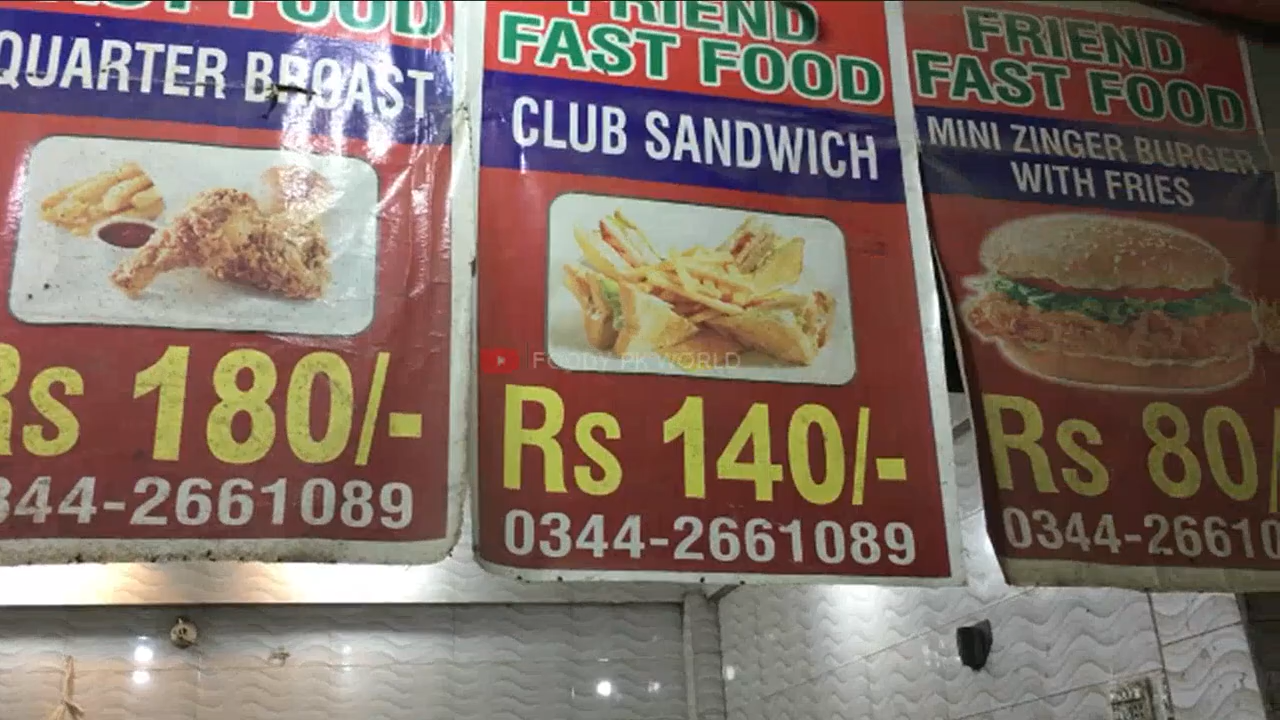 FAST FOOD
QUARTER BROAST
Rs 180/-
0344-2661089
FRIEND
FAST FOOD
CLUB SANDWICH
Rs 140/-
0344-2661089
FRIEND
FAST FOOD
MINI ZINGER BURGER
WITH FRIES
Rs 80/
0344-26610
FOODY PK WORLD